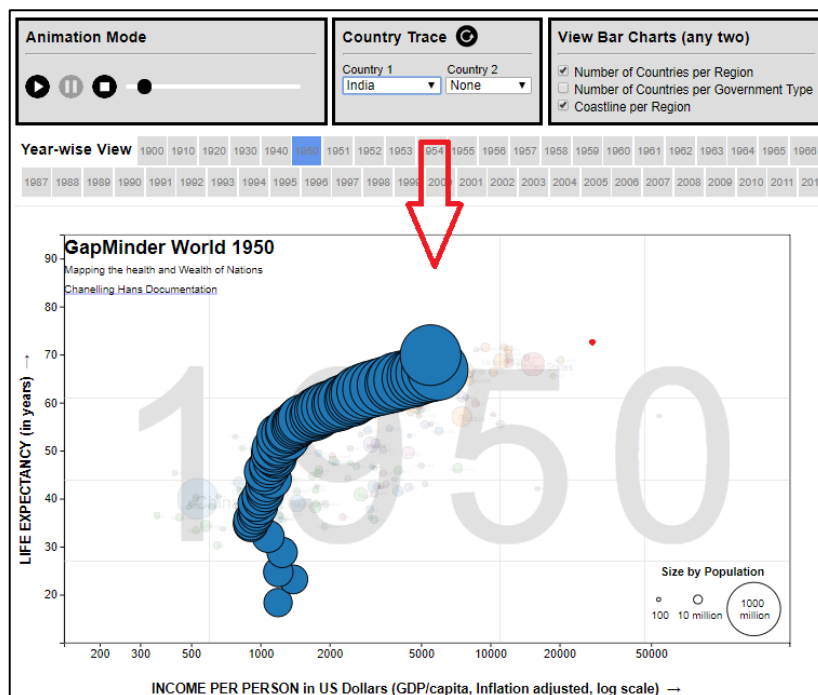 Animation Mode
Country Trace
Country 1
Country 2
India
None
View Bar Charts (any two)
Number of Countries per Region
Number of Countries per Government Type
Coastline per Region
Year-wise View 1900 1910 1920 1930 1940 1950 1951 1952 1953 1954 1955 1956 1957 1958 1959 1960 1961 1962 1963 1964 1965 1966
1987 1988 1989 1990 1991 1992 1993 1994 1995 1996 1997 1998 1999 2000 2001 2002 2003 2004 2005 2006 2007 2008 2009 2010 2011 201
GapMinder World 1950
Mapping the health and Wealth of Nations
Chanelling Hans Documentation
1950
LIFE EXPECTANCY (in years) →
90
80
70
60
50
40
30
20
Size by Population
100
10 million
1000
million
200 300 500 1000 2000 5000 10000 20000 50000
INCOME PER PERSON in US Dollars (GDP/capita, Inflation adjusted, log scale) →